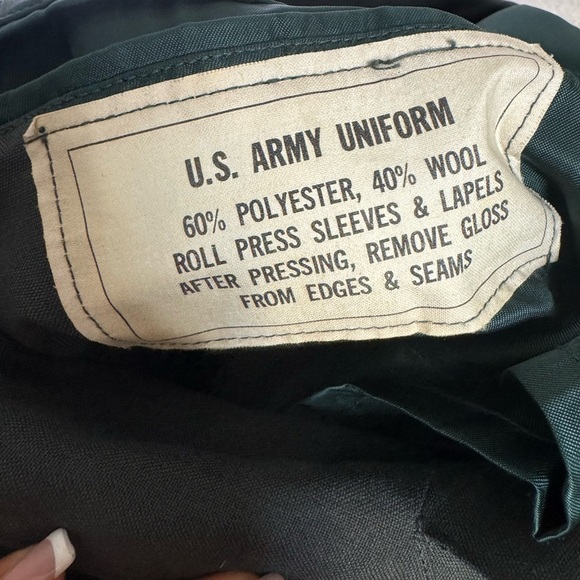 U.S. ARMY UNIFORM
60% POLYESTER, 40% WOOL
ROLL PRESS SLEEVES & LAPELS
AFTER PRESSING, REMOVE GLOSS
FROM EDGES & SEAMS